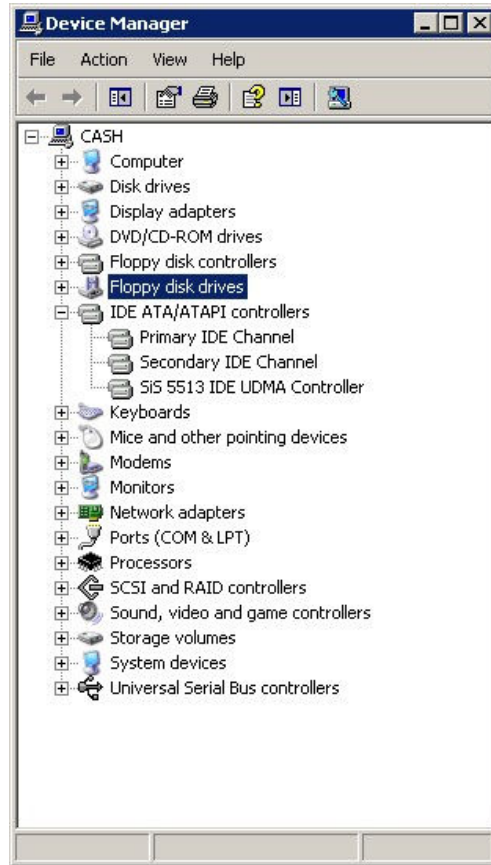 Device Manager
File Action View Help
CASH
Computer
Disk drives
Display adapters
DVD/CD-ROM drives
Floppy disk controllers
Floppy disk drives
IDE ATA/ATAPI controllers
Primary IDE Channel
Secondary IDE Channel
SiS 5513 IDE UDMA Controller
Keyboards
Mice and other pointing devices
Modems
Monitors
Network adapters
Ports (COM & LPT)
Processors
SCSI and RAID controllers
Sound, video and game controllers
Storage volumes
System devices
Universal Serial Bus controllers